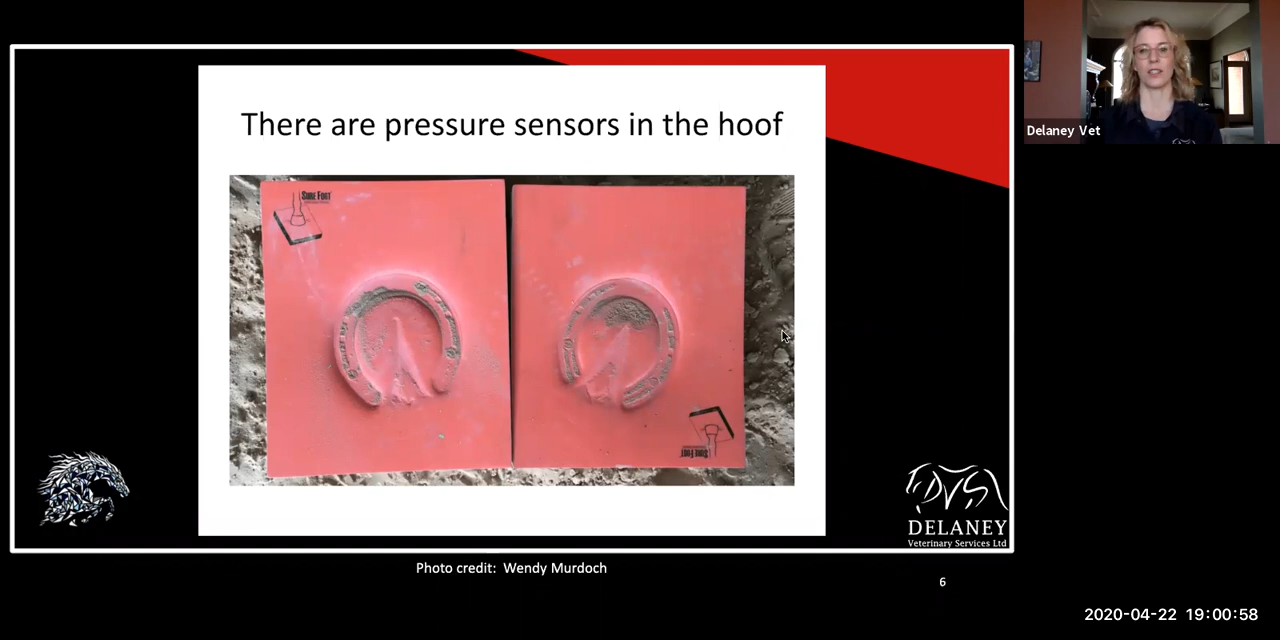 There are pressure sensors in the hoof
SURE FOOT
SURE FOOT
DVS
DELANEY
Veterinary Services Ltd
Photo credit: Wendy Murdoch
6
Delaney Vet
2020-04-22 19:00:58